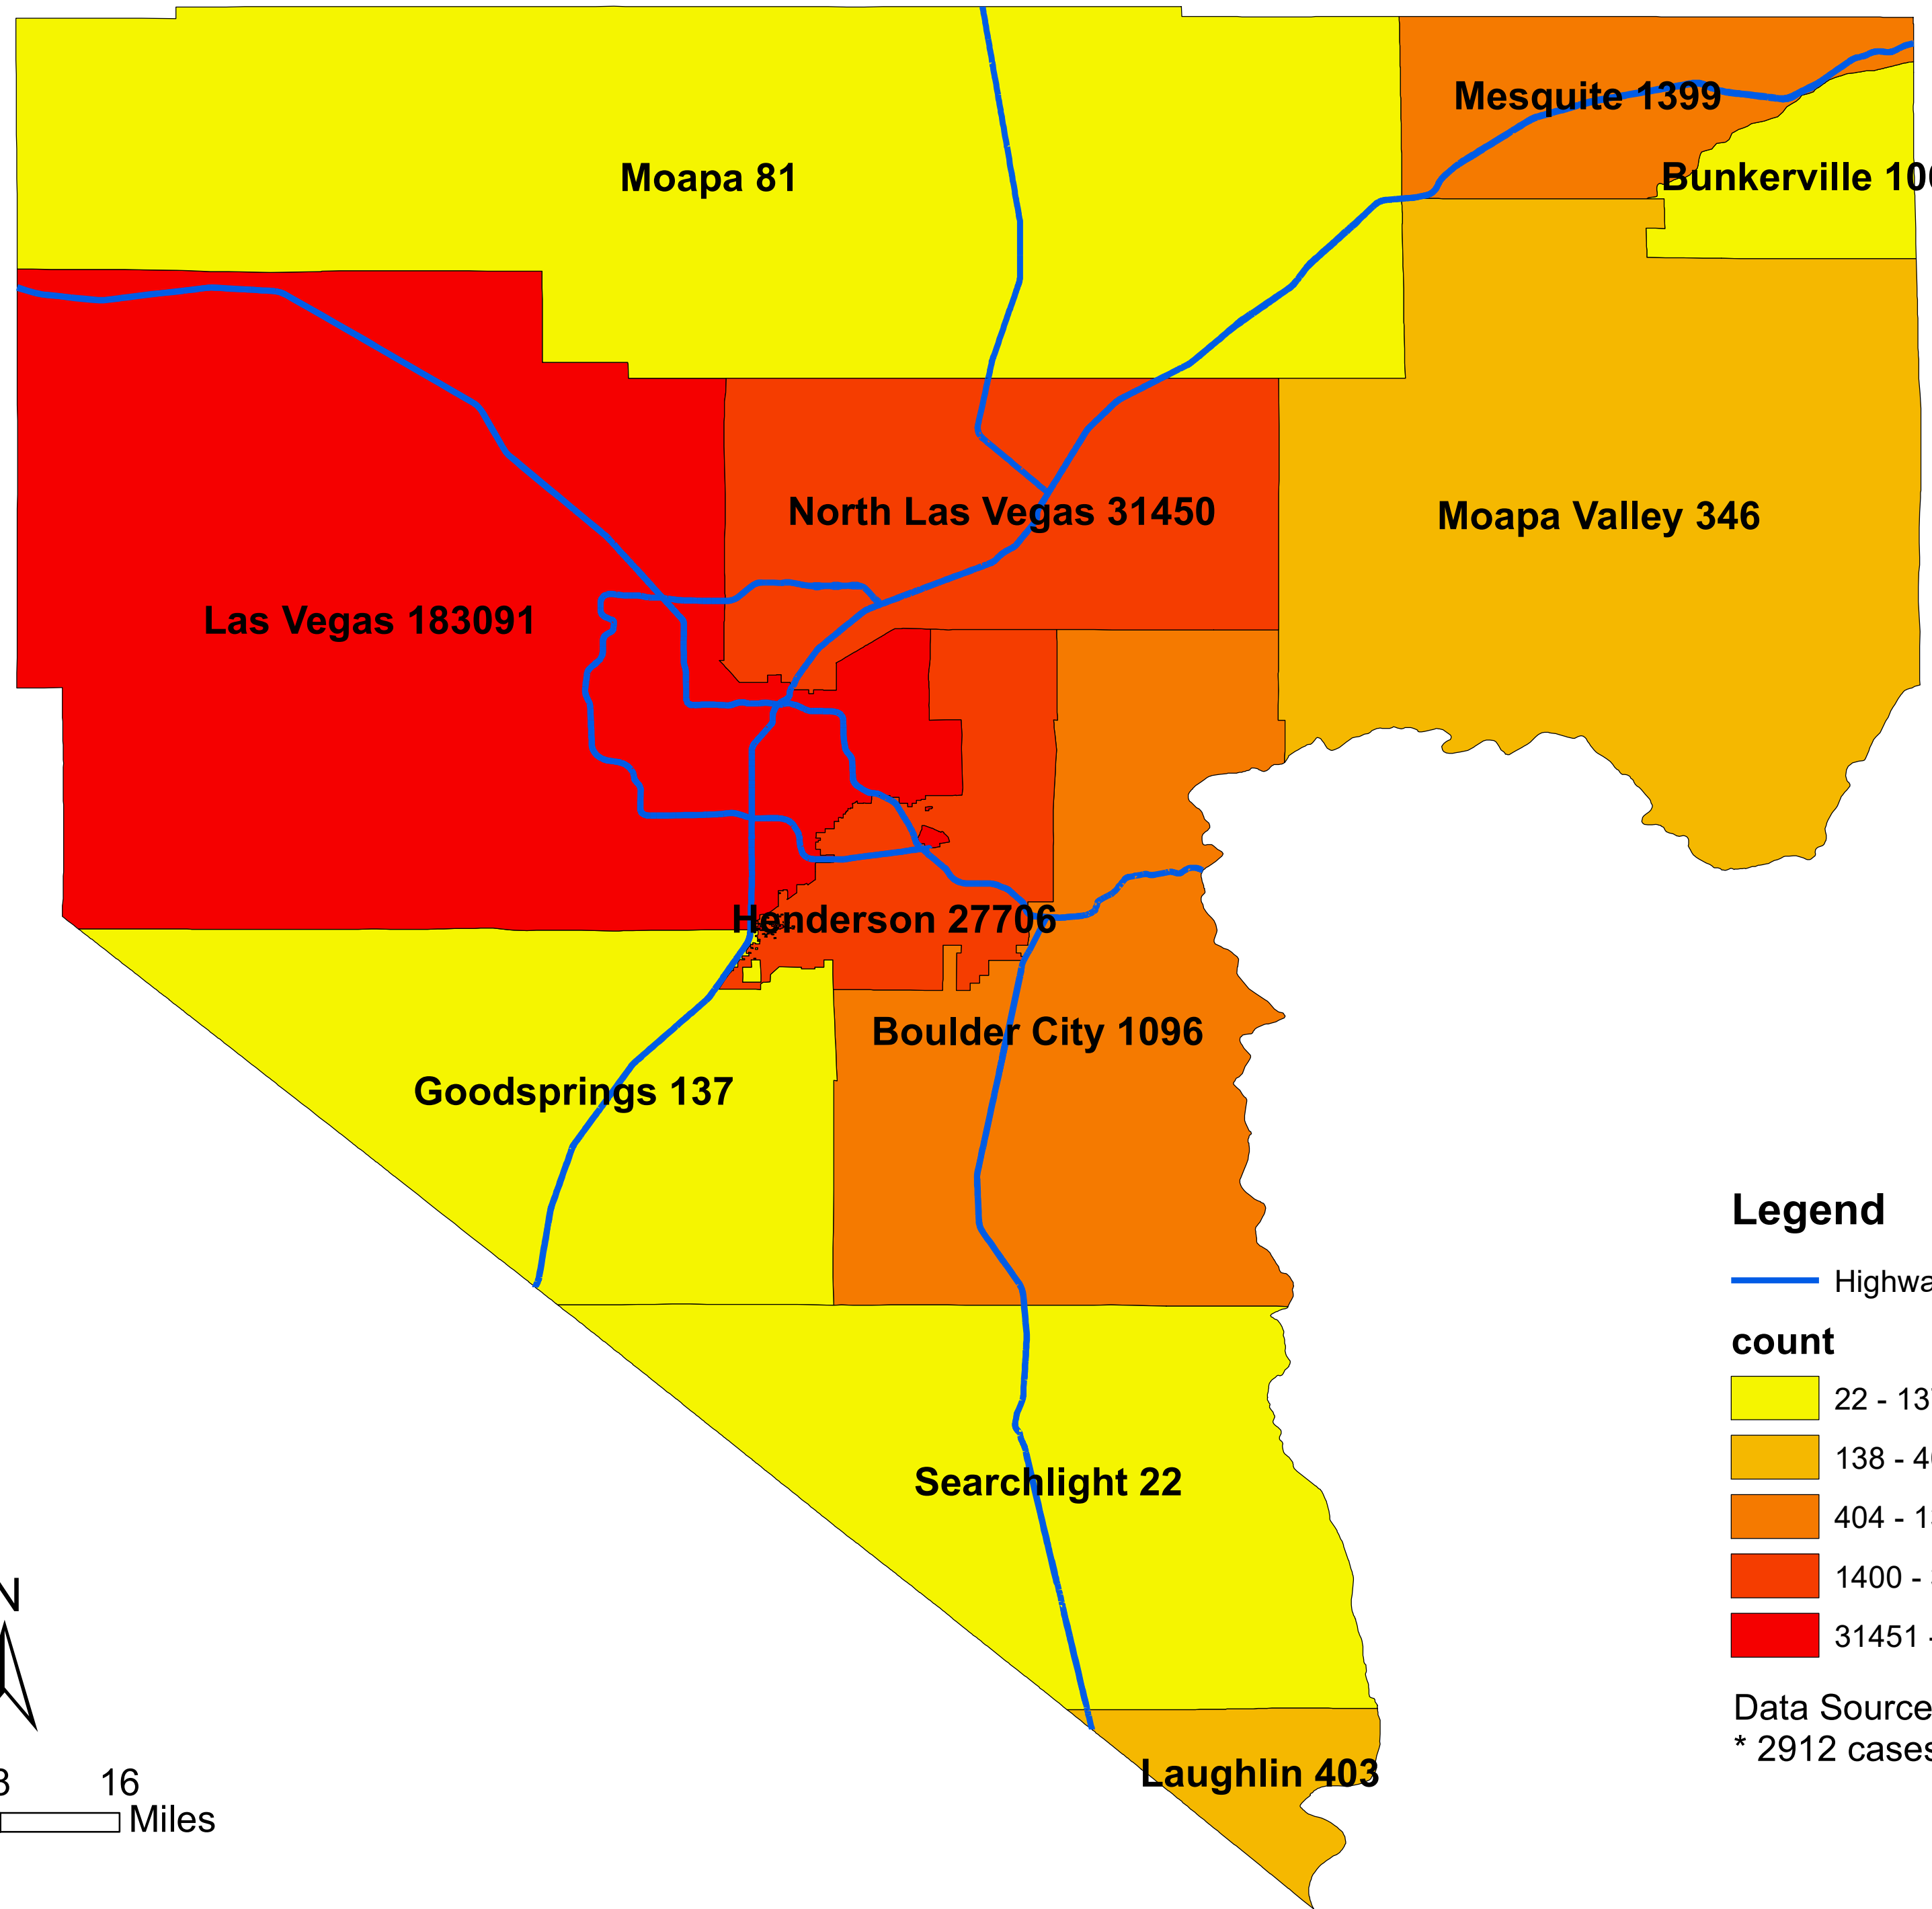 Mesquite 1399
Moapa 81
Bunkerville
North Las Vegas 31450
Moapa Valley 346
Las Vegas 183091
Henderson 27706
Boulder City 1096
Goodsprings 137
Searchlight 22
Laughlin 403
Legend
count
22 -
138 -
404 -
1400 -
31451 -
Data Source
* 2912 cases
N
16
Miles